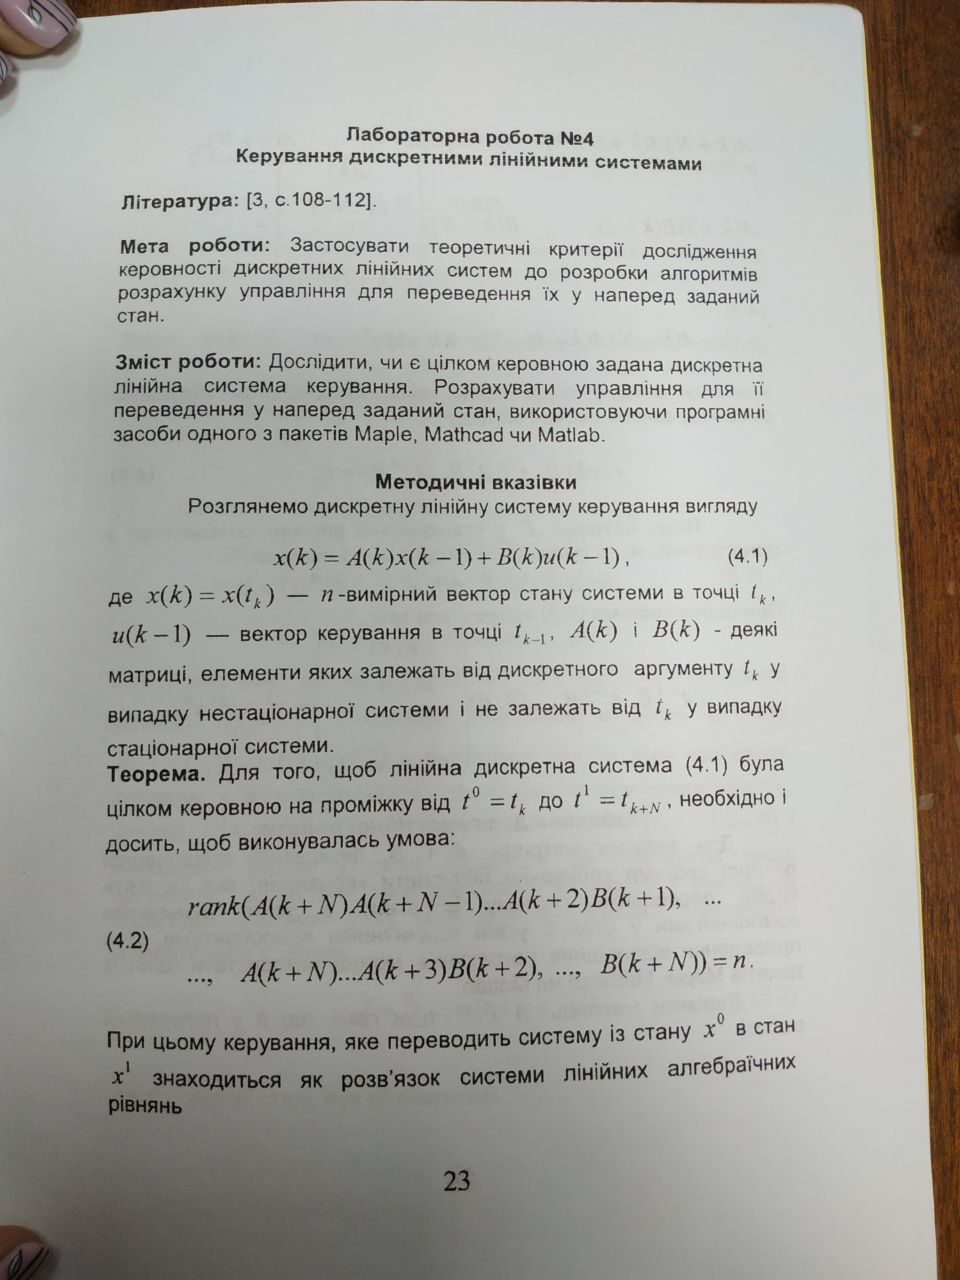 Лабораторна робота №4
Керування дискретними лінійними системами
Література: [3, с.108-112].
Мета роботи: Застосувати теоретичні критерії дослідження
керовності дискретних лінійних систем до розробки алгоритмів
розрахунку управління для переведення їх у наперед заданий
стан.
Зміст роботи: Дослідити, чи є цілком керовною задана дискретна
лінійна система керування. Розрахувати управління для її
переведення у наперед заданий стан, використовуючи програмні
засоби одного з пакетів Maple, Mathcad чи Matlab.
Методичні вказівки
Розглянемо дискретну лінійну систему керування вигляду
x(k) = A(k)x(k − 1) + B(k)u(k − 1), (4.1)
де x(k) = x(t_k) — n-вимірний вектор стану системи в точці t_k,
u(k − 1) — вектор керування в точці t_{k−1}, A(k) і B(k) - деякі
матриці, елементи яких залежать від дискретного аргументу t_k у
випадку нестаціонарної системи і не залежать від t_k у випадку
стаціонарної системи.
Теорема. Для того, щоб лінійна дискретна система (4.1) була
цілком керовною на проміжку від t^0 = t_k до t^1 = t_{k+N}, необхідно і
досить, щоб виконувалась умова:
rank(A(k + N)A(k + N − 1)...A(k + 2)B(k + 1), ...
(4.2)
..., A(k + N)...A(k + 3)B(k + 2), ..., B(k + N)) = n.
При цьому керування, яке переводить систему із стану x^0 в стан
x^1 знаходиться як розв'язок системи лінійних алгебраїчних
рівнянь
23